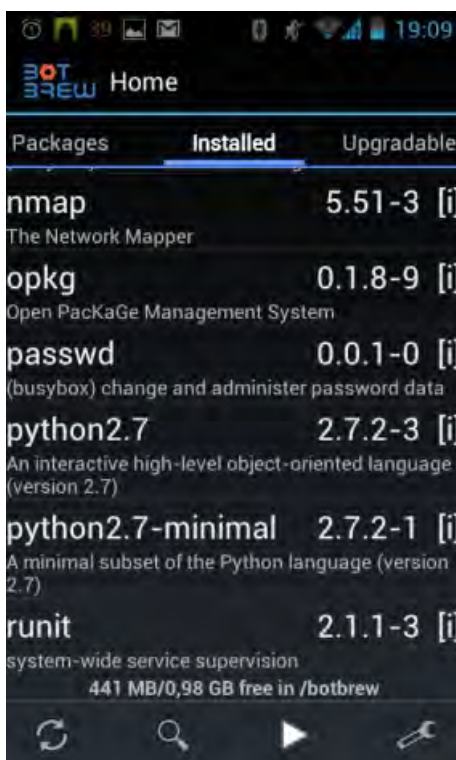 39 19:09
BOT
BREW Home
Packages Installed Upgradable
nmap 5.51-3 [i]
The Network Mapper
opkg 0.1.8-9 [i]
Open PacKaGe Management System
passwd 0.0.1-0 [i]
(busybox) change and administer password data
python2.7 2.7.2-3 [i]
An interactive high-level object-oriented language
(version 2.7)
python2.7-minimal 2.7.2-1 [i]
A minimal subset of the Python language (version
2.7)
runit 2.1.1-3 [i]
system-wide service supervision
441 MB/0,98 GB free in /botbrew